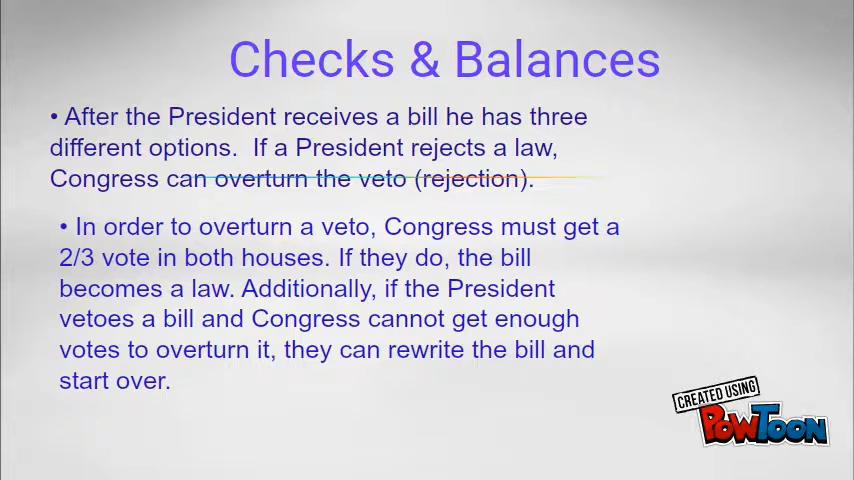 Checks & Balances
• After the President receives a bill he has three
different options.  If a President rejects a law,
Congress can overturn the veto (rejection).
• In order to overturn a veto, Congress must get a
2/3 vote in both houses. If they do, the bill
becomes a law. Additionally, if the President
vetoes a bill and Congress cannot get enough
votes to overturn it, they can rewrite the bill and
start over.
CREATED USING
POWTOON